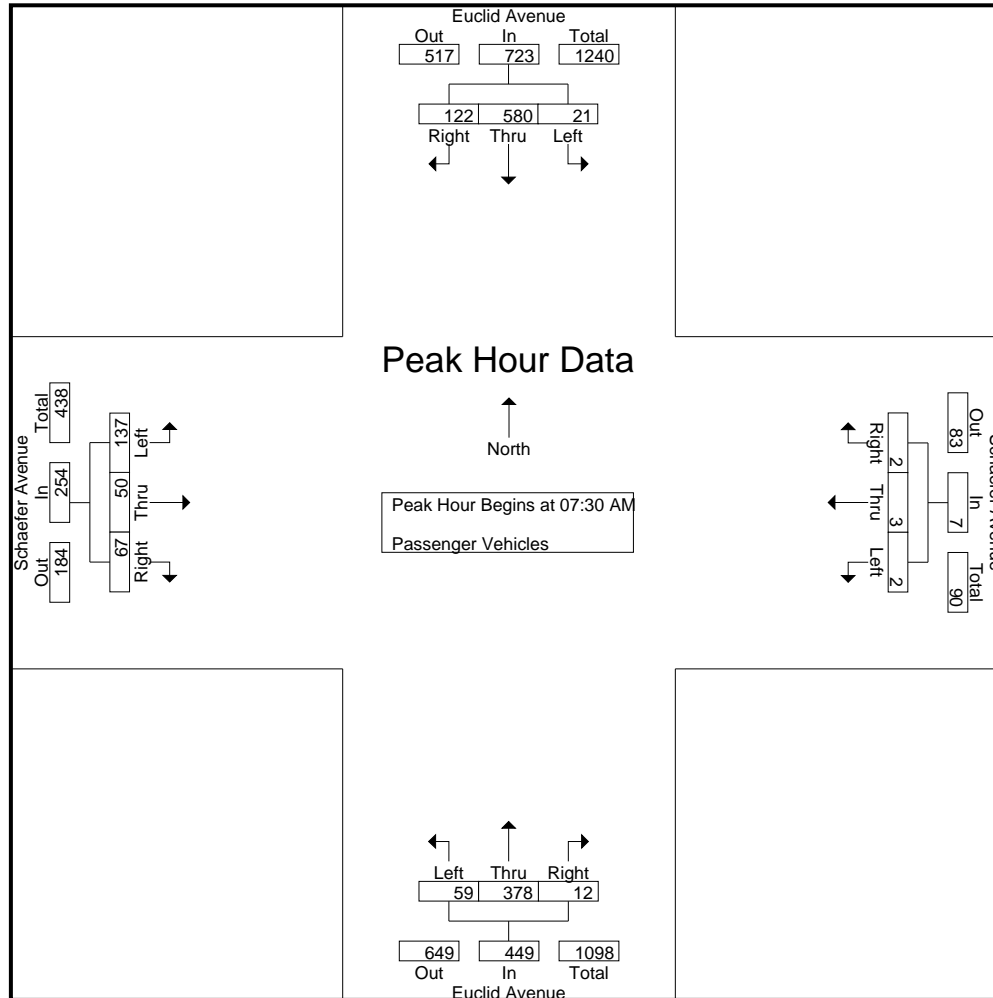 Euclid Avenue
Out In Total
517 723 1240
122 580 21
Right Thru Left
Peak Hour Data
North
Peak Hour Begins at 07:30 AM
Passenger Vehicles
Schaefer Avenue
Total In Out
438 254 184
137 50 67
Left Thru Right
Right Thru Left
2 3 2
Out In Total
83 7 90
Left Thru Right
59 378 12
649 449 1098
Out In Total
Euclid Avenue